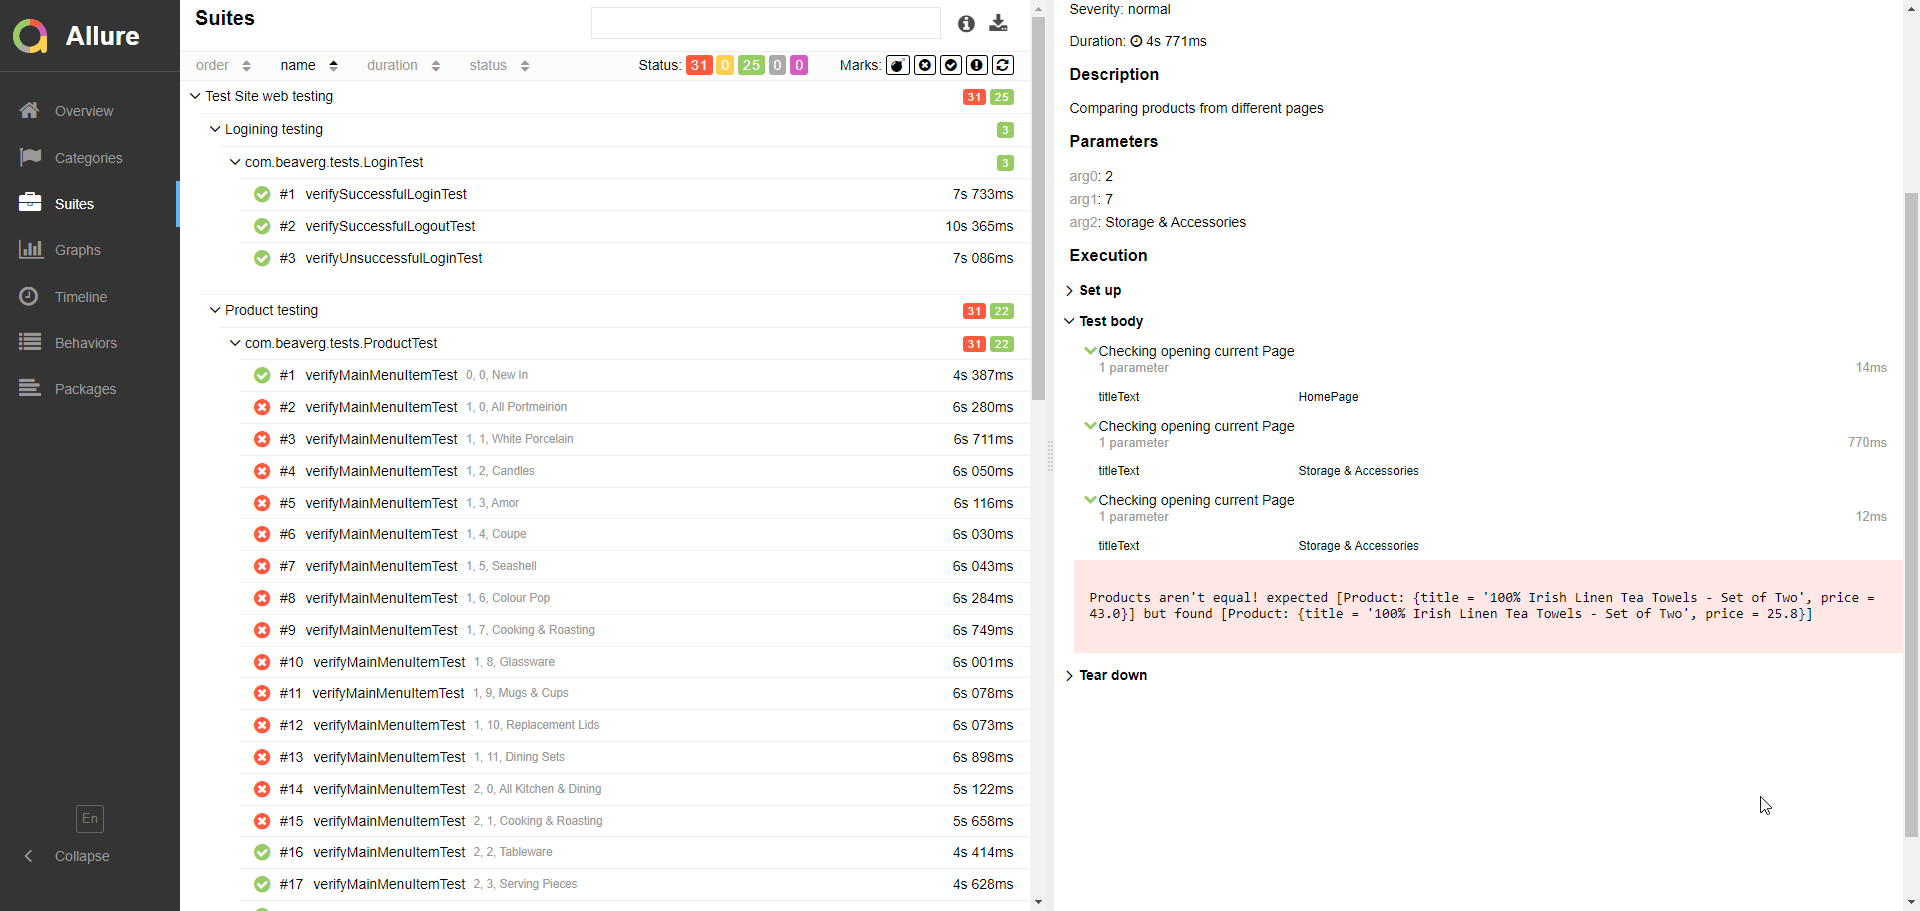 Allure
Overview
Categories
Suites
Graphs
Timeline
Behaviors
Packages
En
Collapse
Suites
order name duration status Status: 31 0 25 0 0 Marks:
Test Site web testing 31 25
Logining testing 3
com.beaverg.tests.LoginTest 3
#1 verifySuccessfulLoginTest 7s 733ms
#2 verifySuccessfulLogoutTest 10s 365ms
#3 verifyUnsuccessfulLoginTest 7s 086ms
Product testing 31 22
com.beaverg.tests.ProductTest 31 22
#1 verifyMainMenuItemTest 0, 0, New In 4s 387ms
#2 verifyMainMenuItemTest 1, 0, All Portmeirion 6s 280ms
#3 verifyMainMenuItemTest 1, 1, White Porcelain 6s 711ms
#4 verifyMainMenuItemTest 1, 2, Candles 6s 050ms
#5 verifyMainMenuItemTest 1, 3, Amor 6s 116ms
#6 verifyMainMenuItemTest 1, 4, Coupe 6s 030ms
#7 verifyMainMenuItemTest 1, 5, Seashell 6s 043ms
#8 verifyMainMenuItemTest 1, 6, Colour Pop 6s 284ms
#9 verifyMainMenuItemTest 1, 7, Cooking & Roasting 6s 749ms
#10 verifyMainMenuItemTest 1, 8, Glassware 6s 001ms
#11 verifyMainMenuItemTest 1, 9, Mugs & Cups 6s 078ms
#12 verifyMainMenuItemTest 1, 10, Replacement Lids 6s 073ms
#13 verifyMainMenuItemTest 1, 11, Dining Sets 6s 898ms
#14 verifyMainMenuItemTest 2, 0, All Kitchen & Dining 5s 122ms
#15 verifyMainMenuItemTest 2, 1, Cooking & Roasting 5s 658ms
#16 verifyMainMenuItemTest 2, 2, Tableware 4s 414ms
#17 verifyMainMenuItemTest 2, 3, Serving Pieces 4s 628ms
Severity: normal
Duration: 4s 771ms
Description
Comparing products from different pages
Parameters
arg0: 2
arg1: 7
arg2: Storage & Accessories
Execution
Set up
Test body
Checking opening current Page
1 parameter 14ms
titleText HomePage
Checking opening current Page
1 parameter 770ms
titleText Storage & Accessories
Checking opening current Page
1 parameter 12ms
titleText Storage & Accessories
Products aren't equal! expected [Product: {title = '100% Irish Linen Tea Towels - Set of Two', price =
43.0}] but found [Product: {title = '100% Irish Linen Tea Towels - Set of Two', price = 25.8}]
Tear down